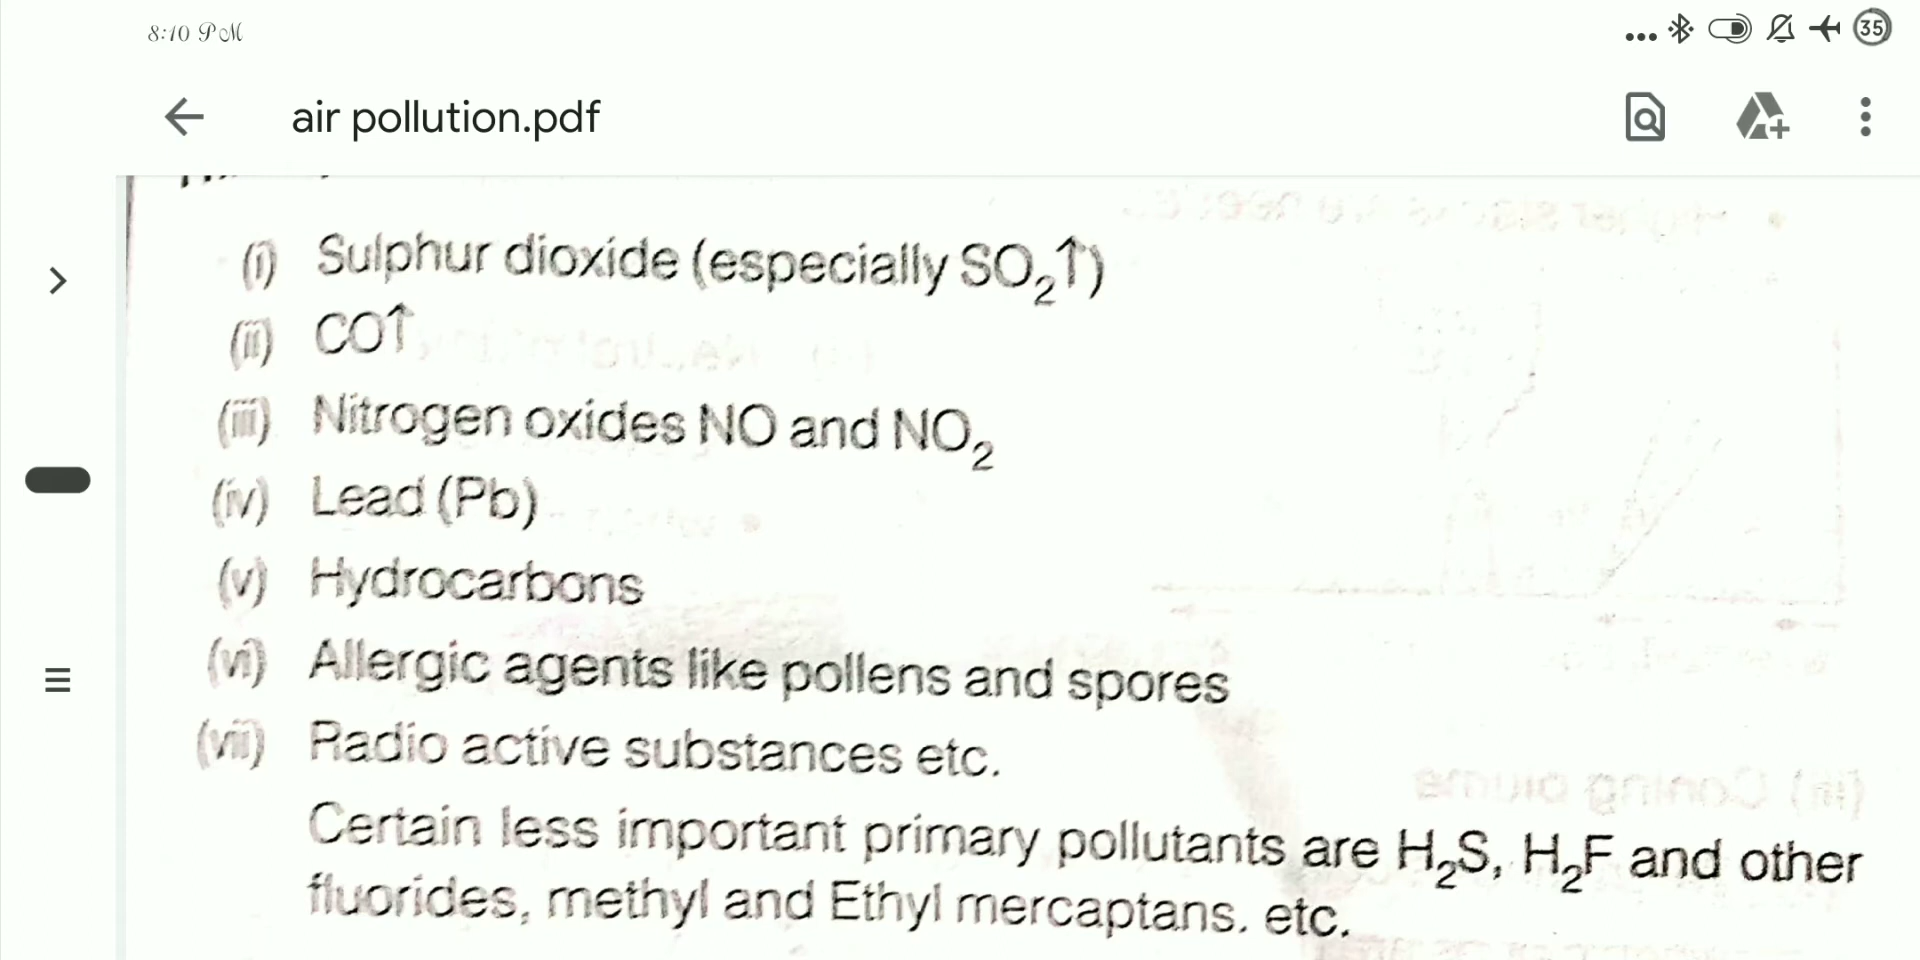 8:10 PM
35
air pollution.pdf
(i) Sulphur dioxide (especially SO₂↑)
(ii) CO↑
(iii) Nitrogen oxides NO and NO₂
(iv) Lead (Pb)
(v) Hydrocarbons
(vi) Allergic agents like pollens and spores
(vii) Radio active substances etc.
Certain less important primary pollutants are H₂S, H₂F and other
fluorides, methyl and Ethyl mercaptans. etc.